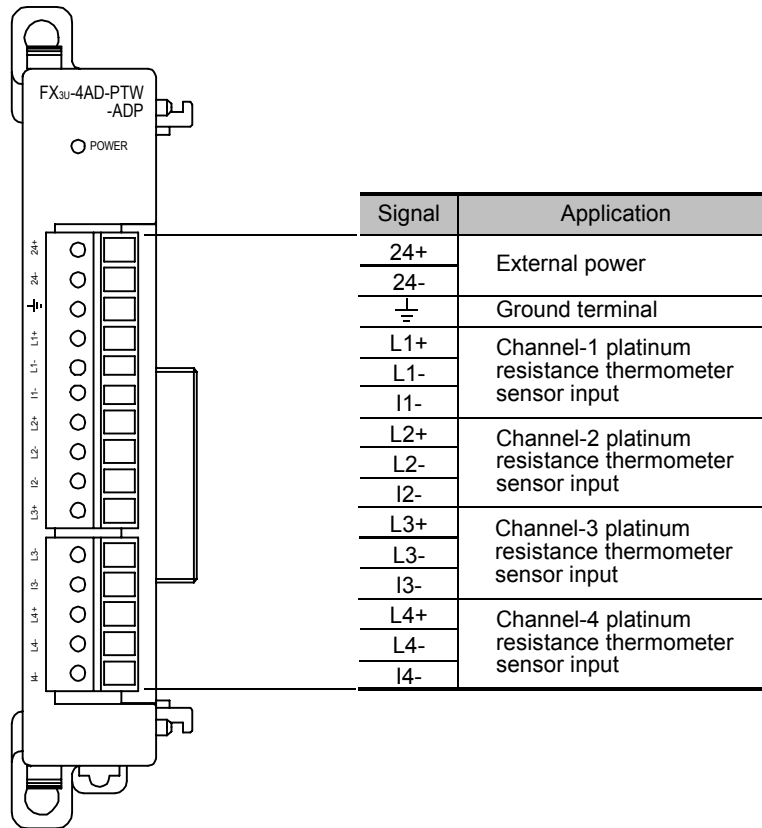 FX3U-4AD-PTW
-ADP
POWER
24+
24-
L1+
L1-
I1-
L2+
L2-
I2-
L3+
L3-
I3-
L4+
L4-
I4-
Signal Application
24+
24-
External power
Ground terminal
L1+
L1-
I1-
Channel-1 platinum
resistance thermometer
sensor input
L2+
L2-
I2-
Channel-2 platinum
resistance thermometer
sensor input
L3+
L3-
I3-
Channel-3 platinum
resistance thermometer
sensor input
L4+
L4-
I4-
Channel-4 platinum
resistance thermometer
sensor input